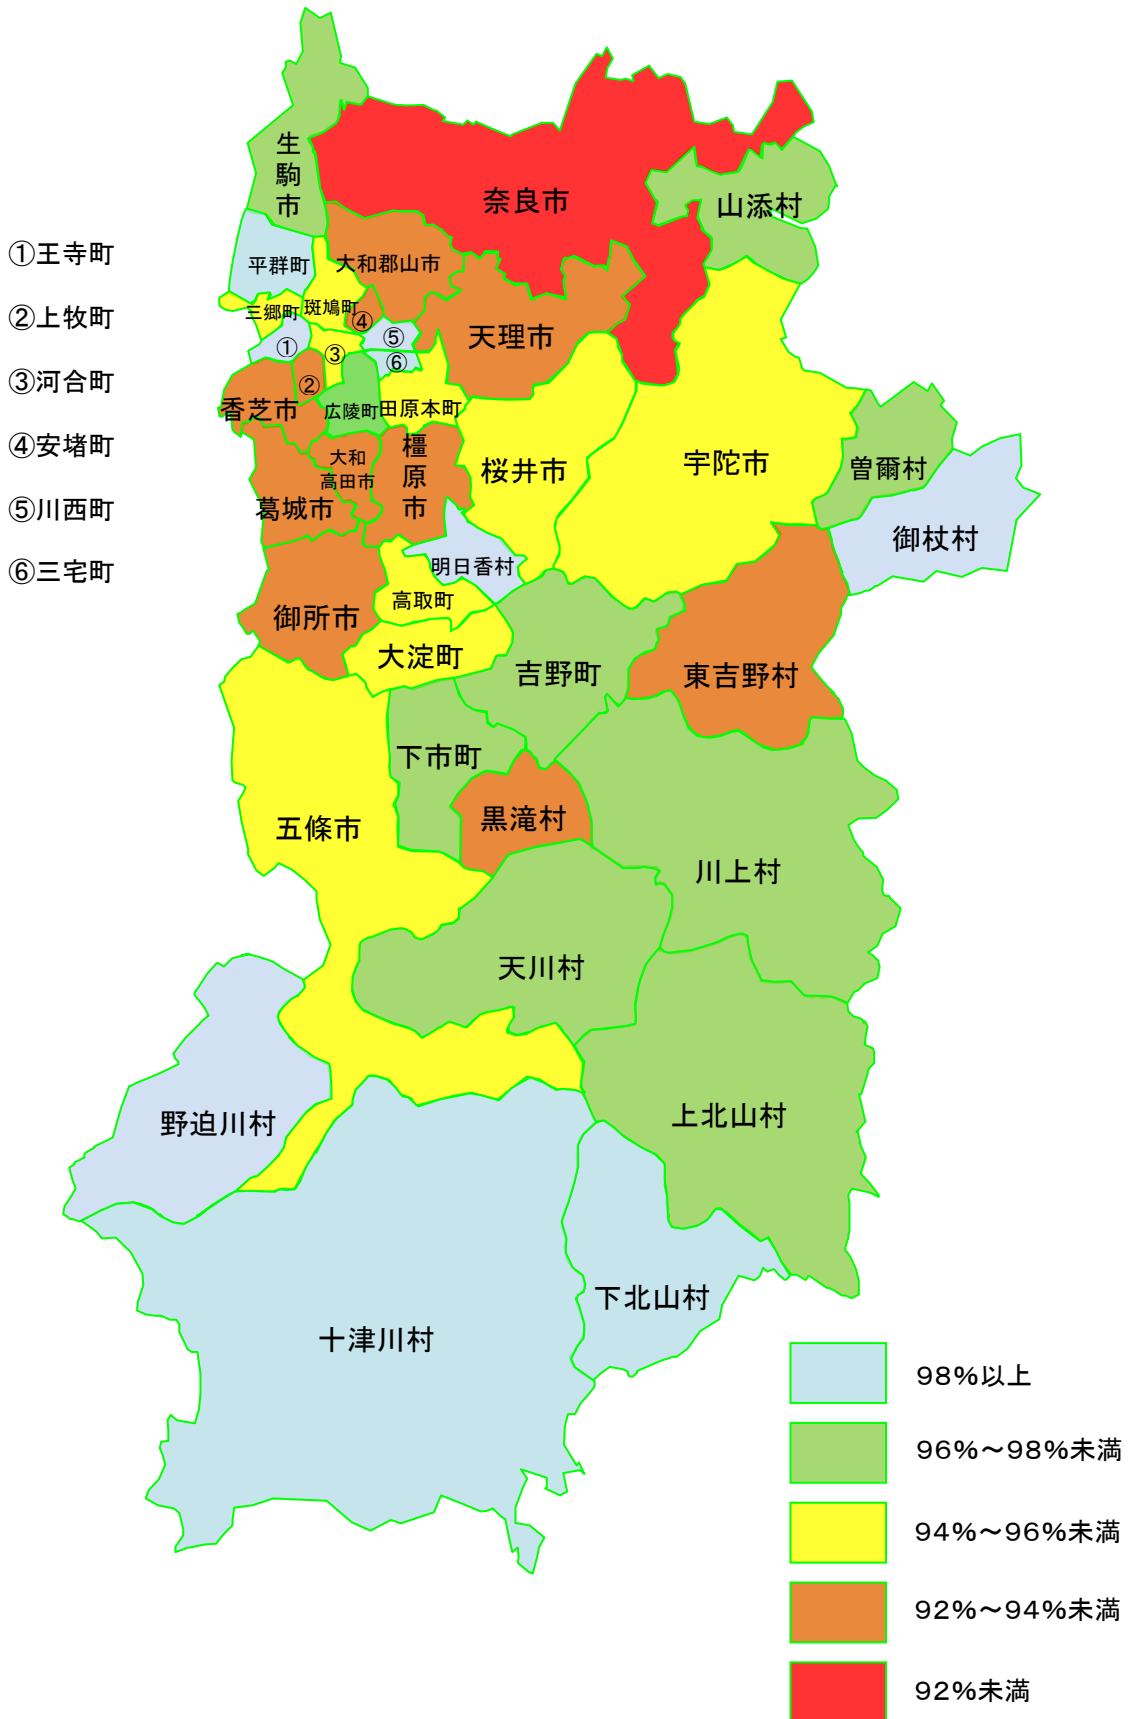 生駒市
奈良市
山添村
①王寺町
平群町
大和郡山市
三郷町
斑鳩町
②上牧町
④
⑤
天理市
①
③
⑥
③河合町
②
香芝市
広陵町
田原本町
④安堵町
大和
高田市
橿原市
桜井市
宇陀市
曽爾村
⑤川西町
葛城市
御杖村
⑥三宅町
明日香村
高取町
御所市
大淀町
吉野町
東吉野村
下市町
黒滝村
五條市
川上村
天川村
野迫川村
上北山村
下北山村
十津川村
98%以上
96%～98%未満
94%～96%未満
92%～94%未満
92%未満